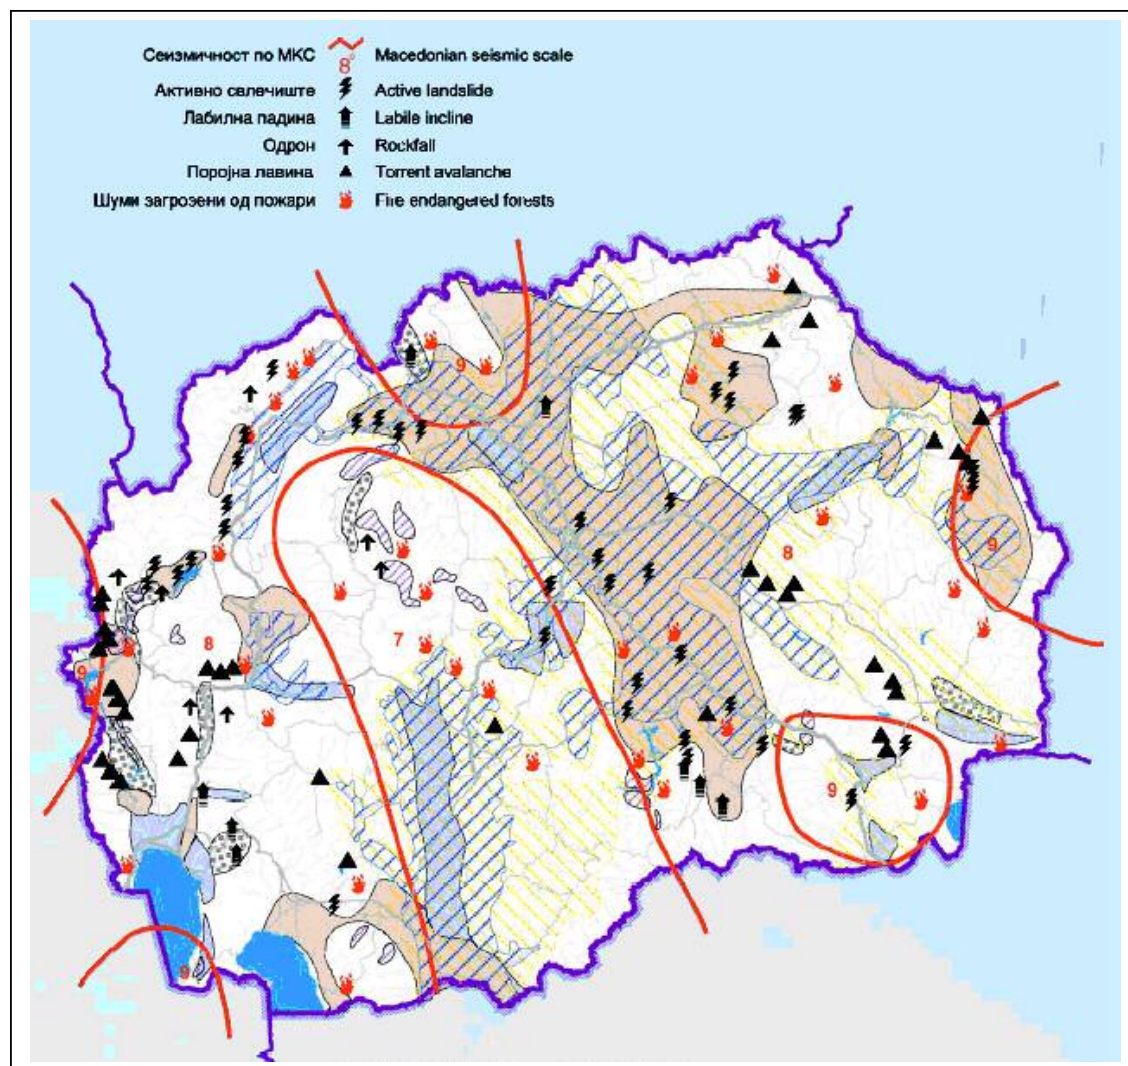 Сеизмичност по МКС 8° Macedonian seismic scale
Активно свлечиште Active landslide
Лабилна падина Labile incline
Одрон Rockfall
Поројна лавина Torrent avalanche
Шуми загрозени од пожари Fire endangered forests
9
8
9
7
8
9
9
9